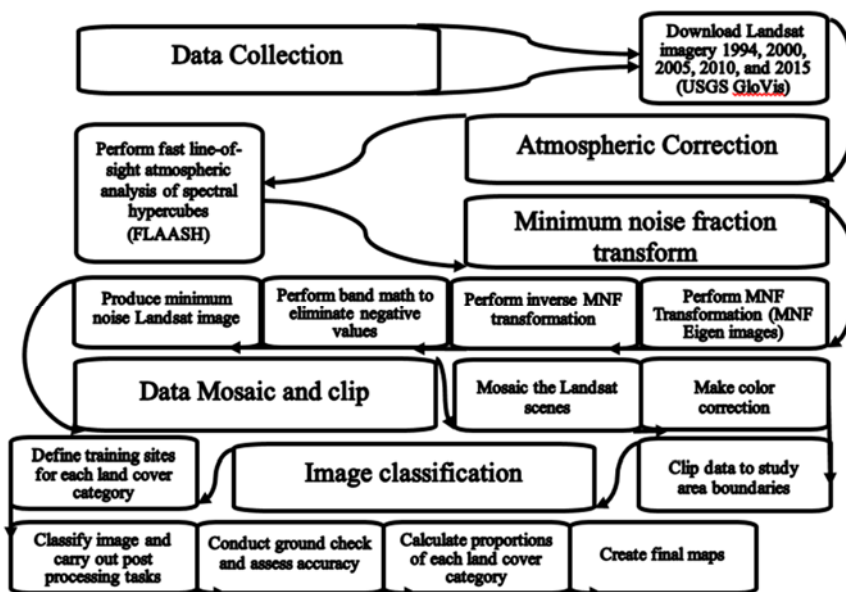 Data Collection
Download Landsat
imagery 1994, 2000,
2005, 2010, and 2015
(USGS GloVis)
Atmospheric Correction
Perform fast line-of-
sight atmospheric
analysis of spectral
hypercubes
(FLAASH)
Minimum noise fraction
transform
Perform MNF
Transformation (MNF
Eigen images)
Perform inverse MNF
transformation
Perform band math to
eliminate negative
values
Produce minimum
noise Landsat image
Data Mosaic and clip
Mosaic the Landsat
scenes
Make color
correction
Clip data to study
area boundaries
Image classification
Define training sites
for each land cover
category
Classify image and
carry out post
processing tasks
Conduct ground check
and assess accuracy
Calculate proportions
of each land cover
category
Create final maps